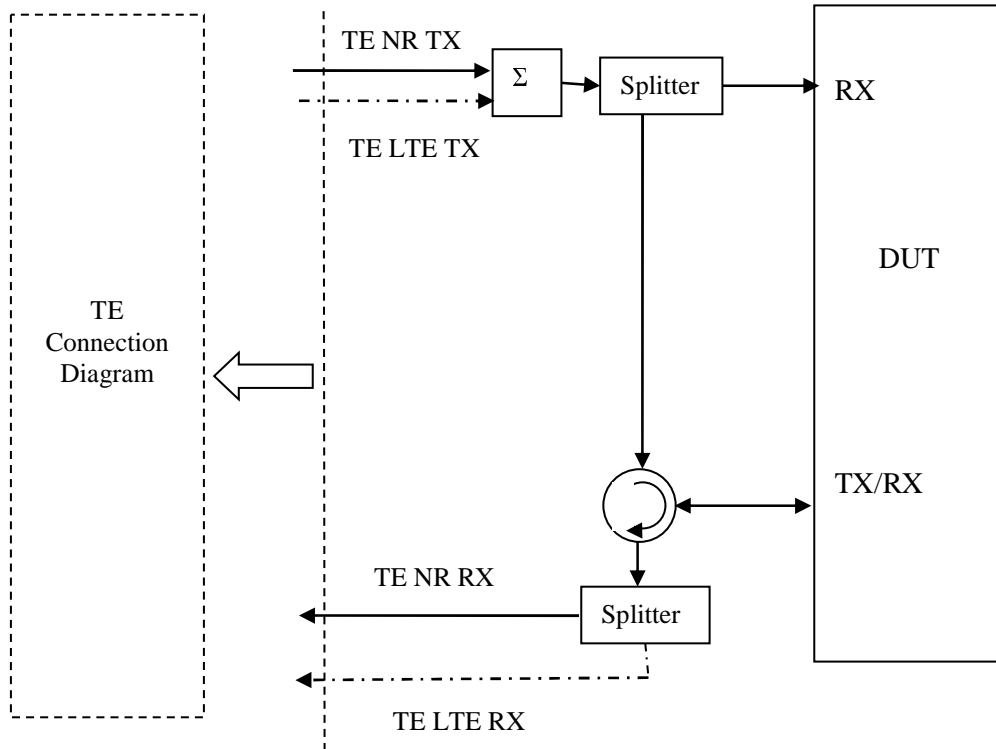 TE NR TX
TE LTE TX
Σ
Splitter
RX
DUT
TE
Connection
Diagram
TX/RX
TE NR RX
Splitter
TE LTE RX